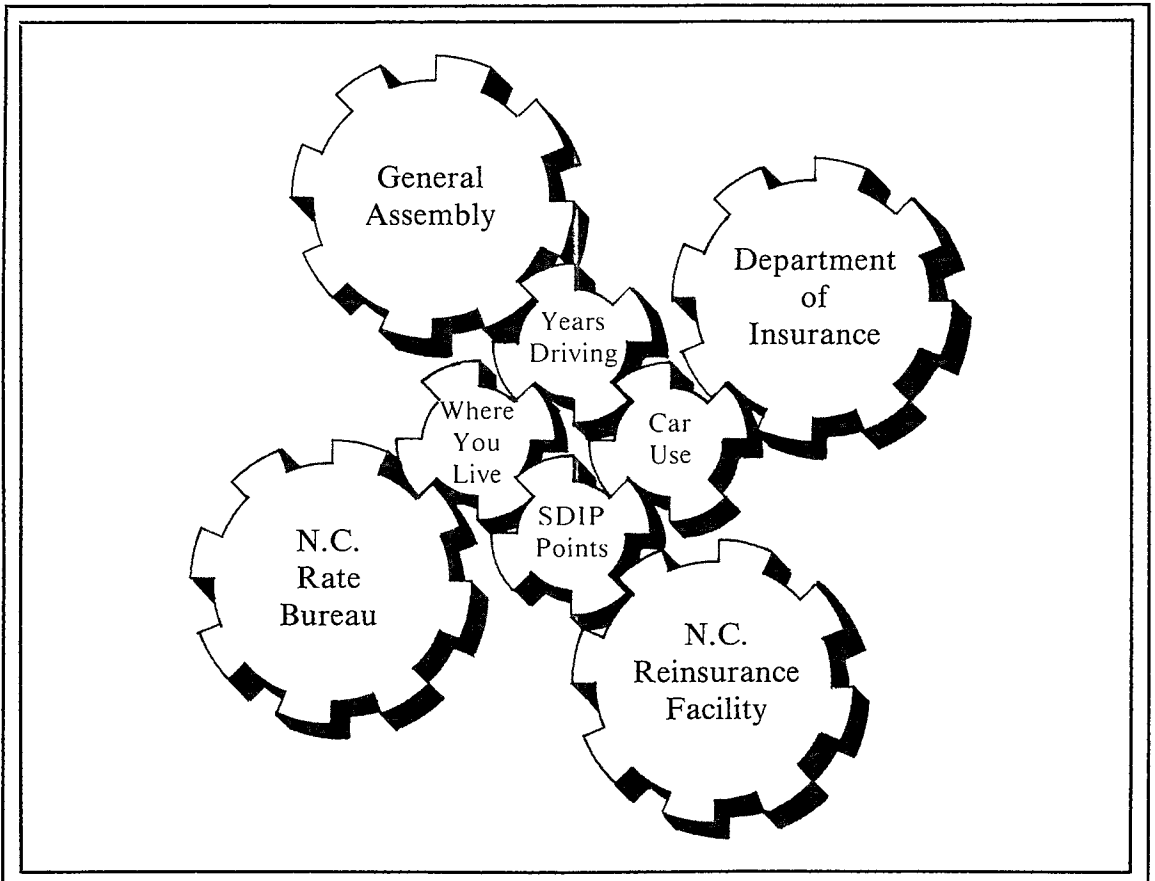 General
Assembly
Department
of
Insurance
Years
Driving
Where
You
Live
Car
Use
SDIP
Points
N.C.
Rate
Bureau
N.C.
Reinsurance
Facility